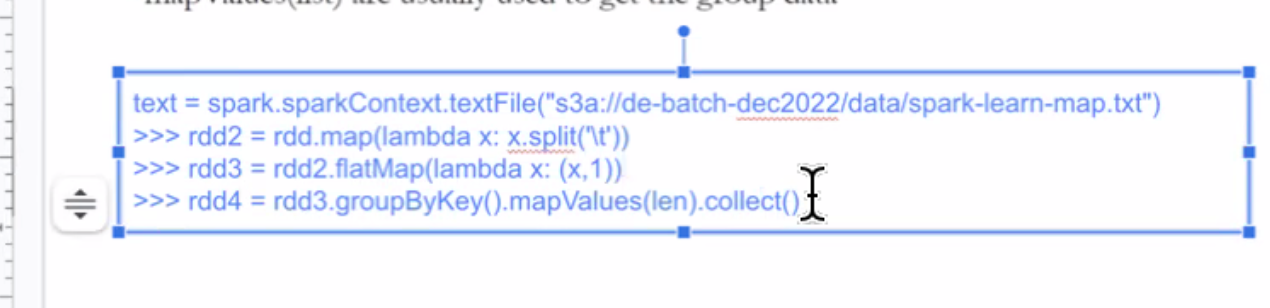 mapValues(list) are usually used to get the group data
text = spark.sparkContext.textFile("s3a://de-batch-dec2022/data/spark-learn-map.txt")
>>> rdd2 = rdd.map(lambda x: x.split('\t'))
>>> rdd3 = rdd2.flatMap(lambda x: (x,1))
>>> rdd4 = rdd3.groupByKey().mapValues(len).collect()